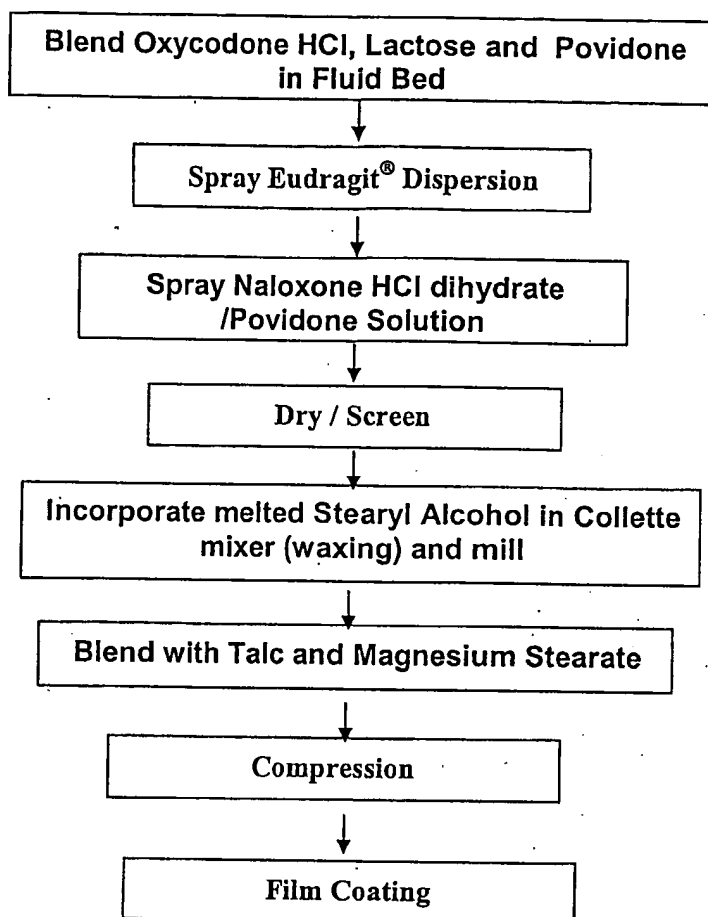 Blend Oxycodone HCl, Lactose and Povidone
in Fluid Bed
Spray Eudragit® Dispersion
Spray Naloxone HCl dihydrate
/Povidone Solution
Dry / Screen
Incorporate melted Stearyl Alcohol in Collette
mixer (waxing) and mill
Blend with Talc and Magnesium Stearate
Compression
Film Coating